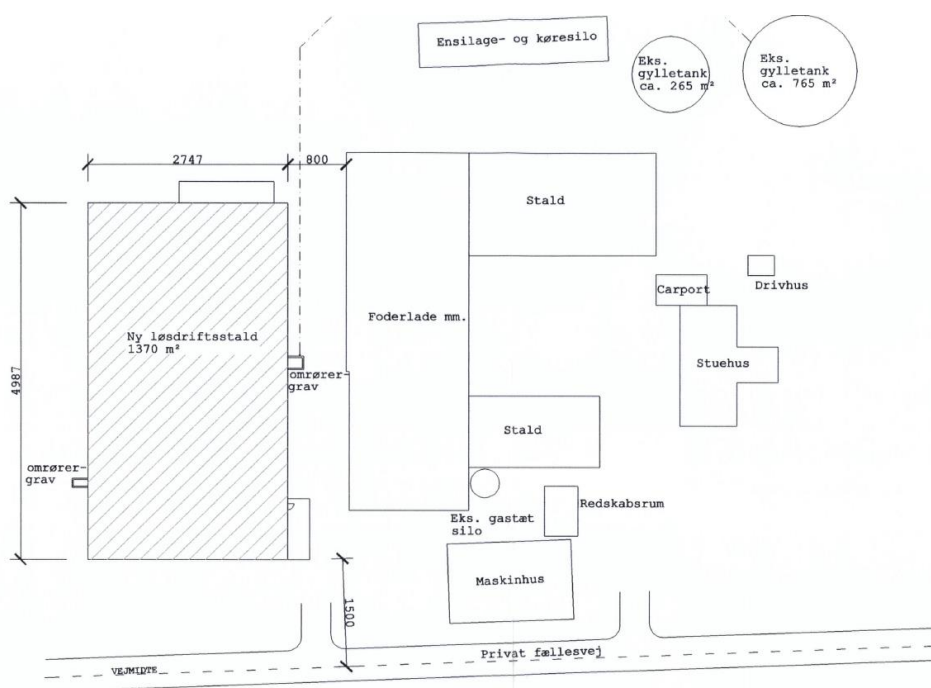 Ensilage- og køresilo
Eks.
gylletank
ca. 265 m²
Eks.
gylletank
ca. 765 m²
2747
800
Stald
Carport
Drivhus
Foderlade mm.
Ny løsdriftsstald
1370 m²
Stuehus
omrører-
grav
4987
Stald
omrører-
grav
Redskabsrum
Eks. gastæt
silo
Maskinhus
1500
Privat fællesvej
VEJMIDTE